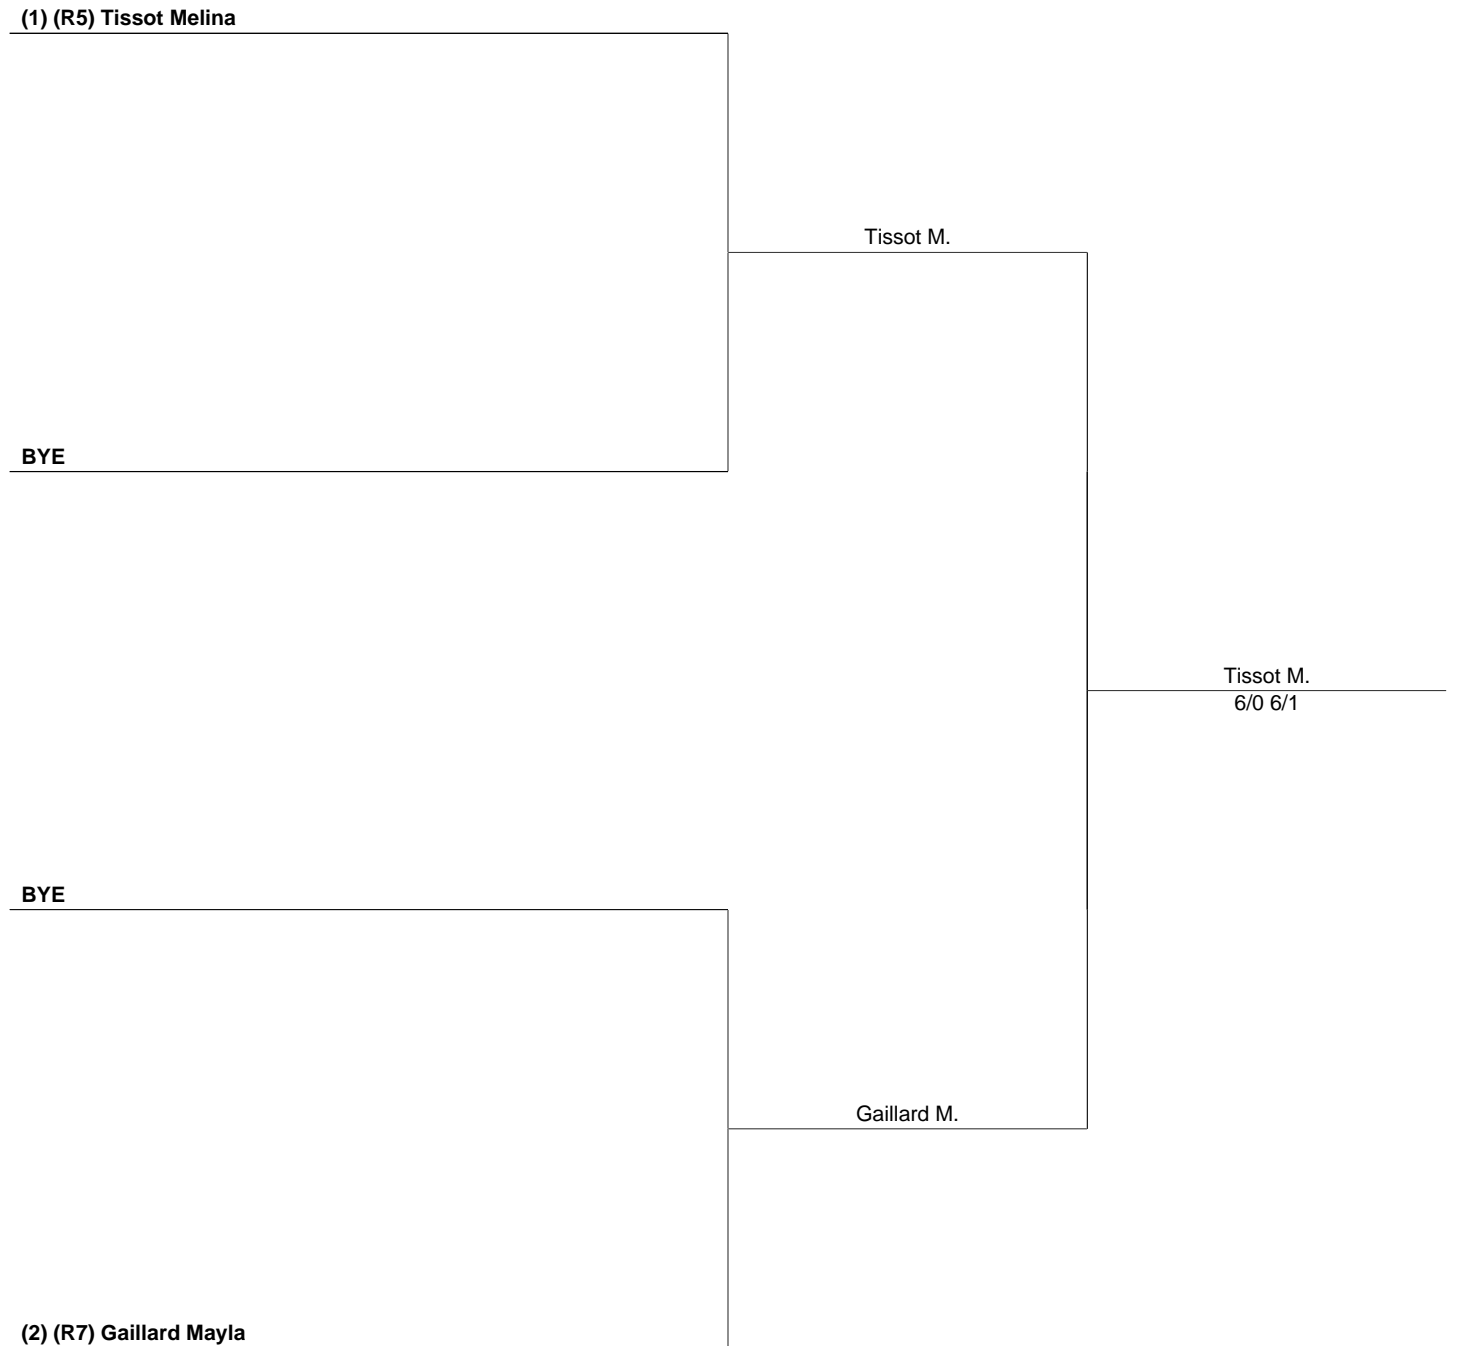 (1) (R5) Tissot Melina
Tissot M.
BYE
Tissot M.
6/0 6/1
BYE
Gaillard M.
(2) (R7) Gaillard Mayla